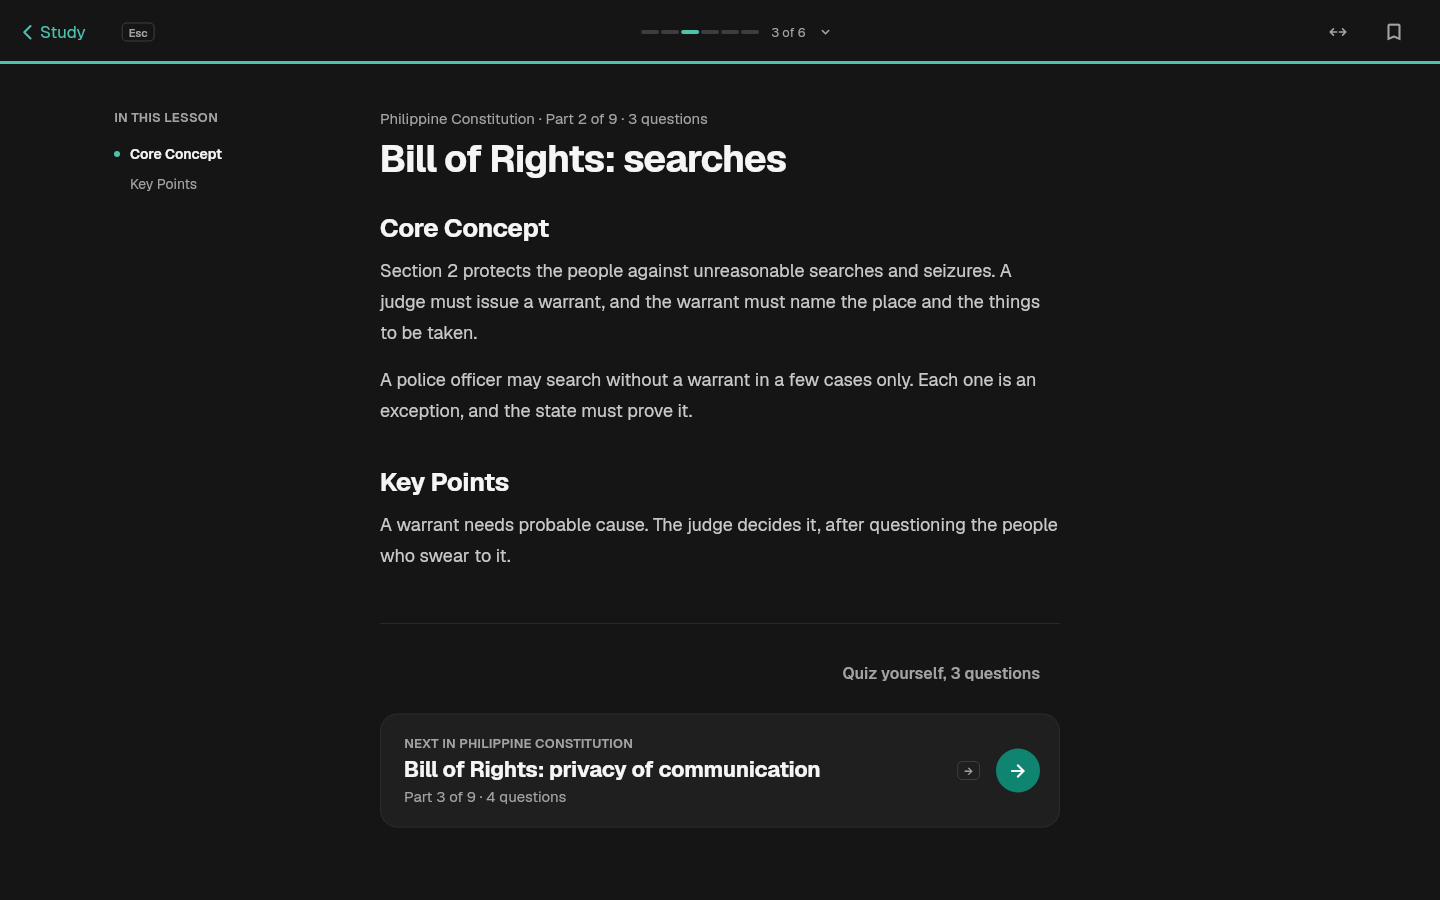 Study
Esc
3 of 6
IN THIS LESSON
Core Concept
Key Points
Philippine Constitution · Part 2 of 9 · 3 questions
Bill of Rights: searches
Core Concept
Section 2 protects the people against unreasonable searches and seizures. A
judge must issue a warrant, and the warrant must name the place and the things
to be taken.
A police officer may search without a warrant in a few cases only. Each one is an
exception, and the state must prove it.
Key Points
A warrant needs probable cause. The judge decides it, after questioning the people
who swear to it.
Quiz yourself, 3 questions
NEXT IN PHILIPPINE CONSTITUTION
Bill of Rights: privacy of communication
Part 3 of 9 · 4 questions